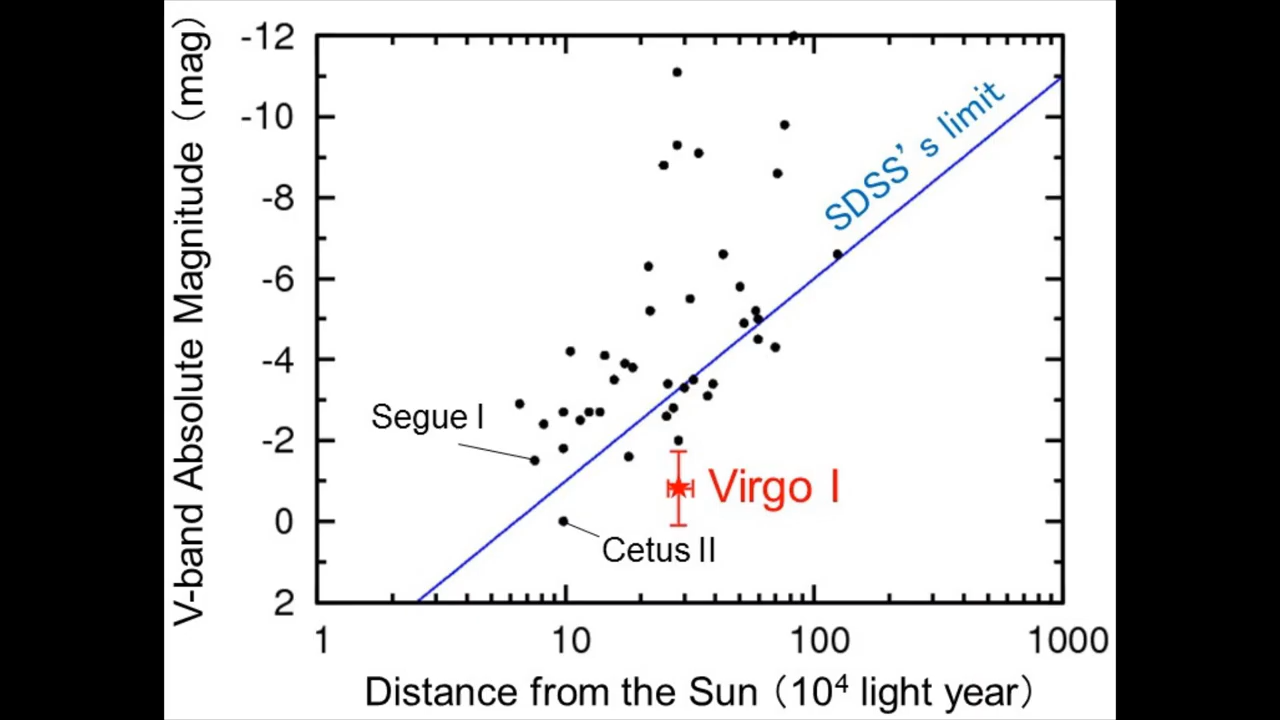 V-band Absolute Magnitude (mag)
-12
-10
-8
-6
-4
-2
0
2
SDSS's limit
Segue I
Virgo I
Cetus II
1 10 100 1000
Distance from the Sun (10⁴ light year)